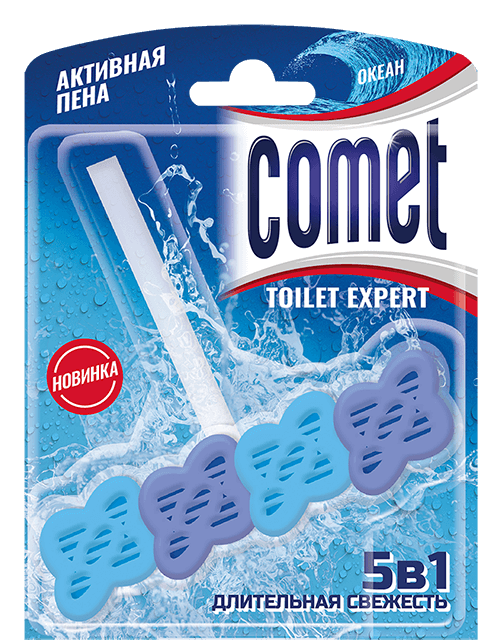 АКТИВНАЯ
ПЕНА
ОКЕАН
comet
TOILET EXPERT
НОВИНКА
5в1
ДЛИТЕЛЬНАЯ СВЕЖЕСТЬ